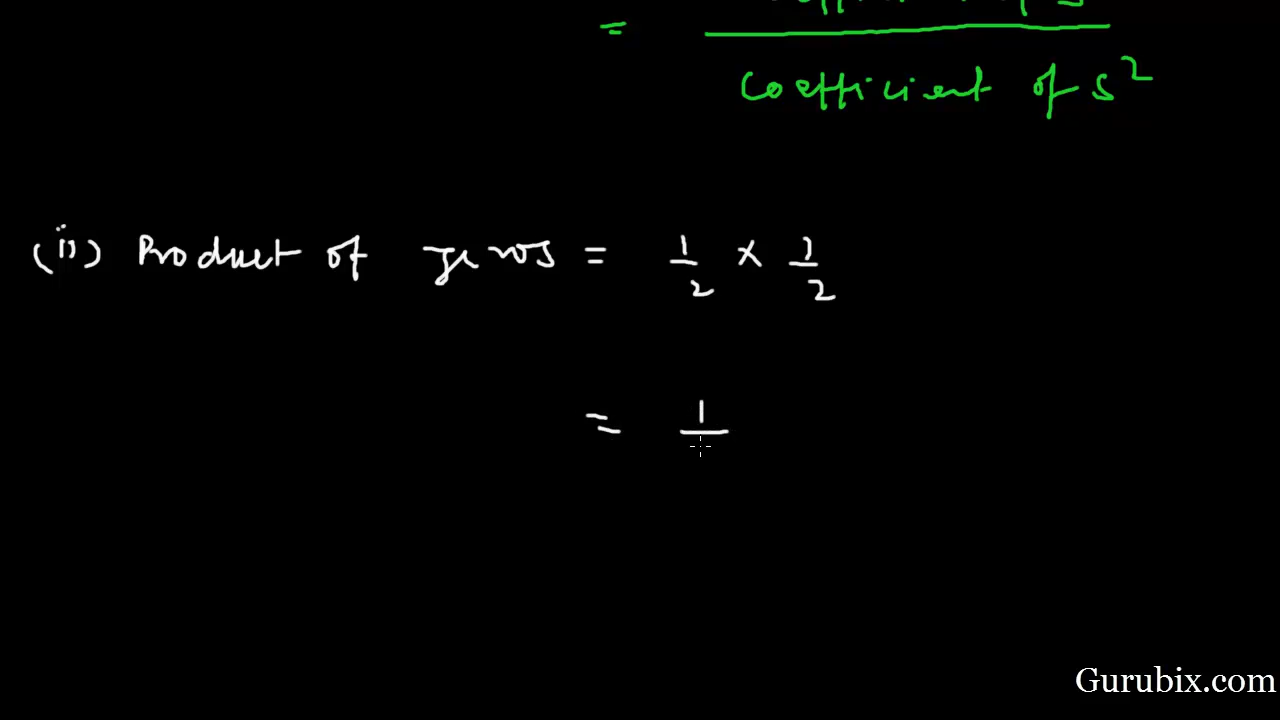 =
coefficient of s²
(ii) Product of zeros = 1/2 × 1/2
= 1/
Gurubix.com